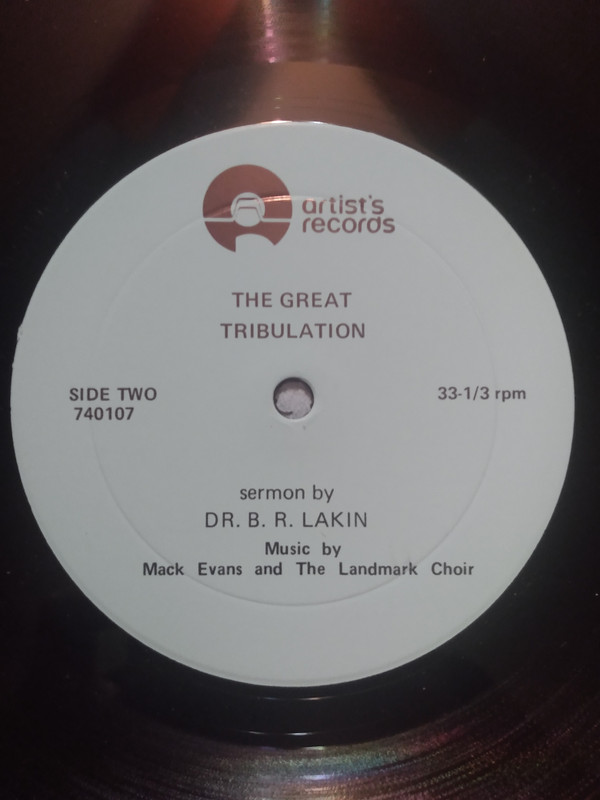 artist's
records
THE GREAT
TRIBULATION
SIDE TWO
740107
33-1/3 rpm
sermon by
DR. B. R. LAKIN
Music by
Mack Evans and The Landmark Choir